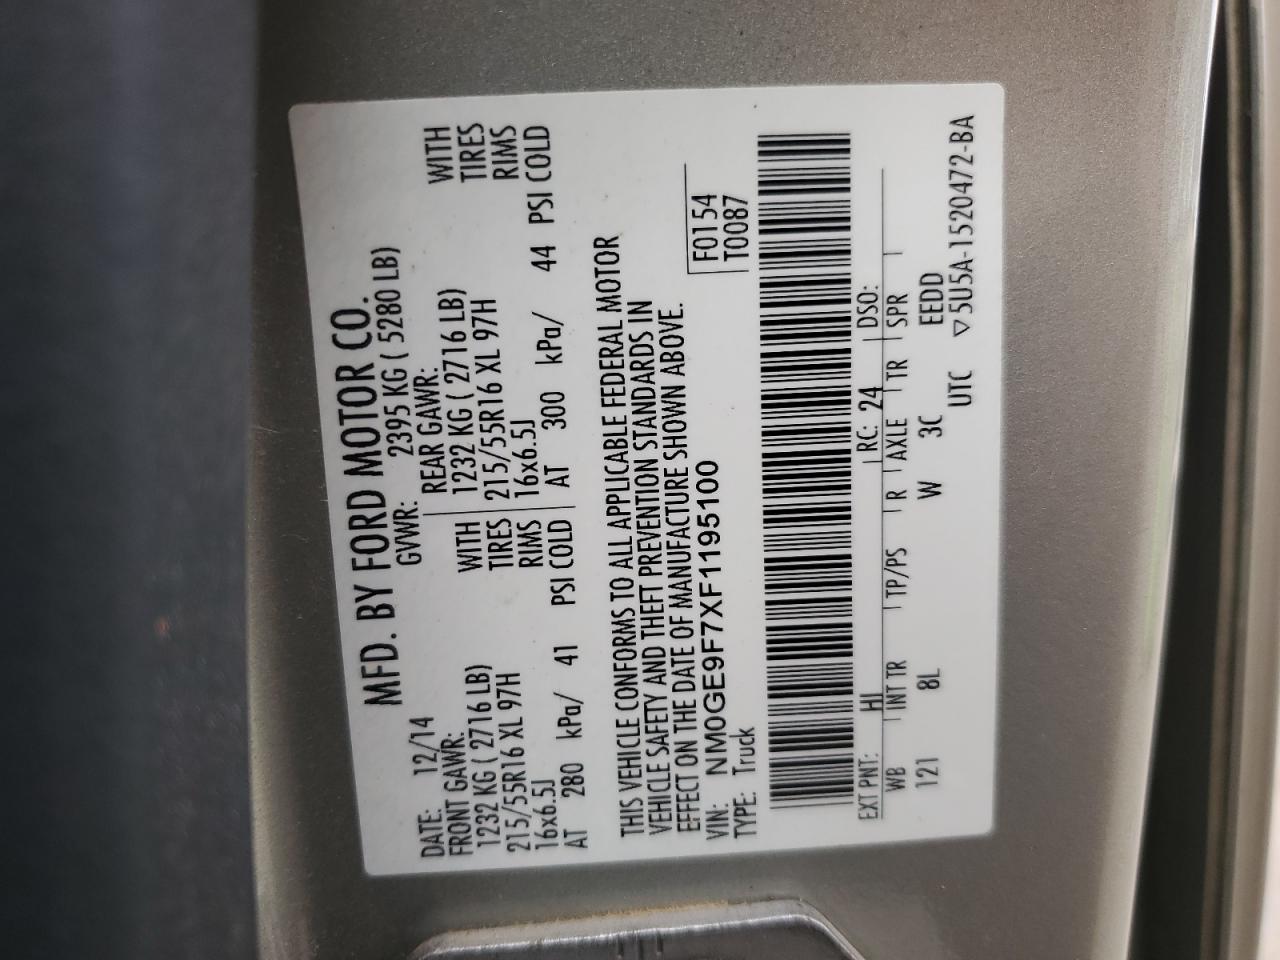 MFD. BY FORD MOTOR CO.
DATE: 12/14 GVWR: 2395 KG ( 5280 LB)
FRONT GAWR: REAR GAWR:
1232 KG ( 2716 LB) WITH 1232 KG ( 2716 LB) WITH
215/55R16 XL 97H TIRES 215/55R16 XL 97H TIRES
16x6.5J RIMS 16x6.5J RIMS
AT 280 kPa/ 41 PSI COLD AT 300 kPa/ 44 PSI COLD
THIS VEHICLE CONFORMS TO ALL APPLICABLE FEDERAL MOTOR
VEHICLE SAFETY AND THEFT PREVENTION STANDARDS IN
EFFECT ON THE DATE OF MANUFACTURE SHOWN ABOVE.
VIN: NM0GE9F7XF1195100 F0154
TYPE: Truck T0087
EXT PNT: HI RC: 24 DSO:
WB INT TR TP/PS R AXLE TR SPR
121 8L W 3C EEDD
UTC ▽5U5A-1520472-BA